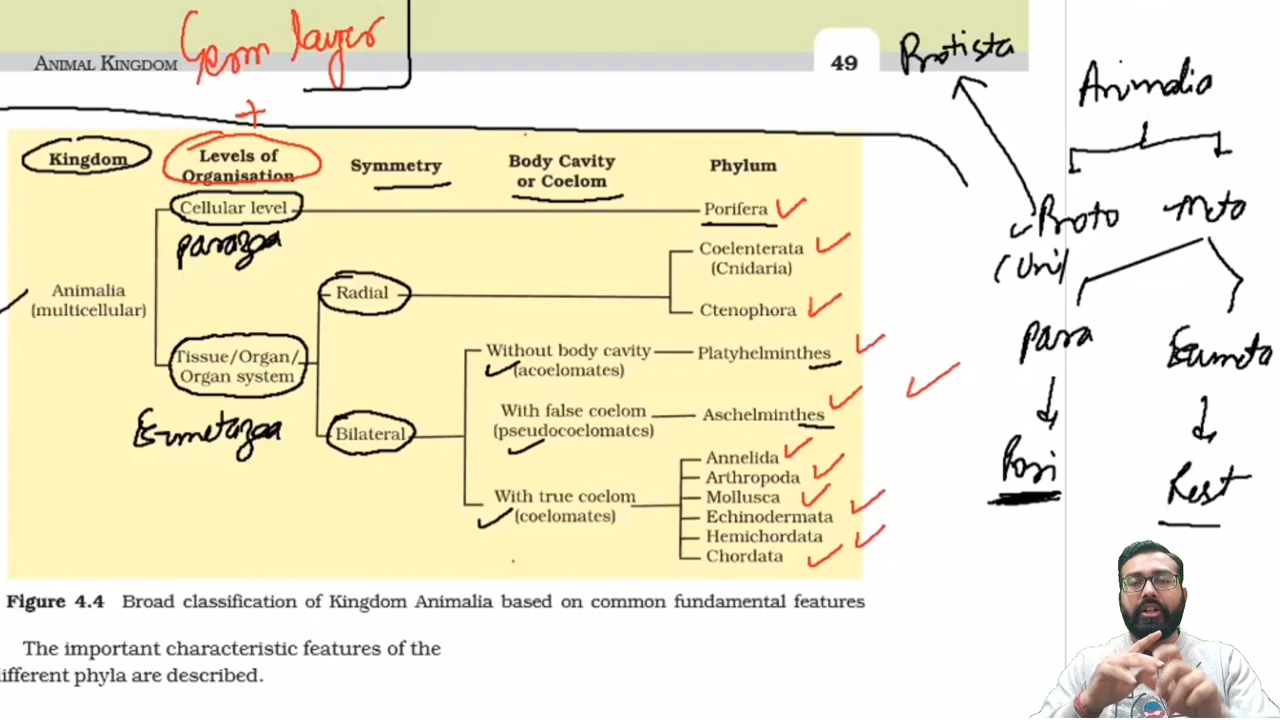 Germ layer
+
ANIMAL KINGDOM
49
Protista
Animalia
Kingdom
Levels of
Organisation
Symmetry
Body Cavity
or Coelom
Phylum
Cellular level
Parazoa
Porifera
Coelenterata
(Cnidaria)
Ctenophora
Animalia
(multicellular)
Radial
Tissue/Organ/
Organ system
Eumetazoa
Bilateral
Without body cavity
(acoelomates)
Platyhelminthes
With false coelom
(pseudocoelomates)
Aschelminthes
With true coelom
(coelomates)
Annelida
Arthropoda
Mollusca
Echinodermata
Hemichordata
Chordata
Proto
(Uni)
Meta
Para
Eumeta
Pori
Rest
Figure 4.4 Broad classification of Kingdom Animalia based on common fundamental features
The important characteristic features of the
ifferent phyla are described.